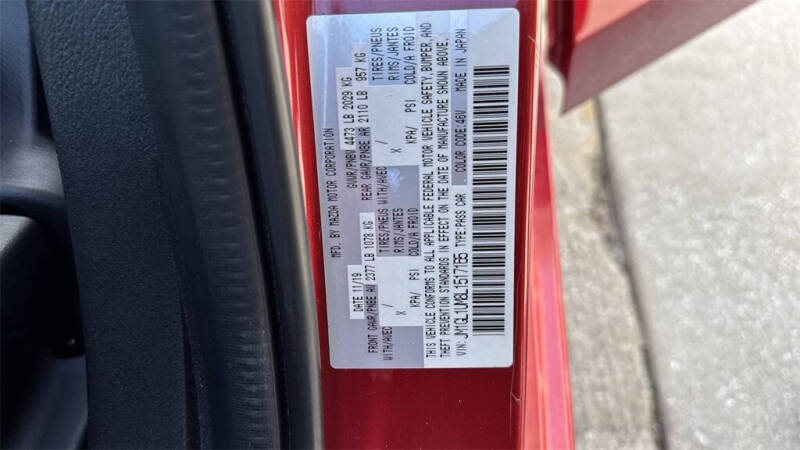 MFD. BY MAZDA MOTOR CORPORATION
DATE 11/19 GVWR/PNBV 4473 LB 2029 KG
FRONT GAWR/PNBE AV 2377 LB 1078 KG REAR GAWR/PNBE AR 2110 LB 957 KG
WITH/AVEC TIRES/PNEUS WITH/AVEC TIRES/PNEUS
X RIMS/JANTES X RIMS/JANTES
KPA/ PSI COLD/A FROID KPA/ PSI COLD/A FROID
THIS VEHICLE CONFORMS TO ALL APPLICABLE FEDERAL MOTOR VEHICLE SAFETY, BUMPER, AND
THEFT PREVENTION STANDARDS IN EFFECT ON THE DATE OF MANUFACTURE SHOWN ABOVE.
VIN: TYPE:PASS CAR COLOR CODE:46V MADE IN JAPAN